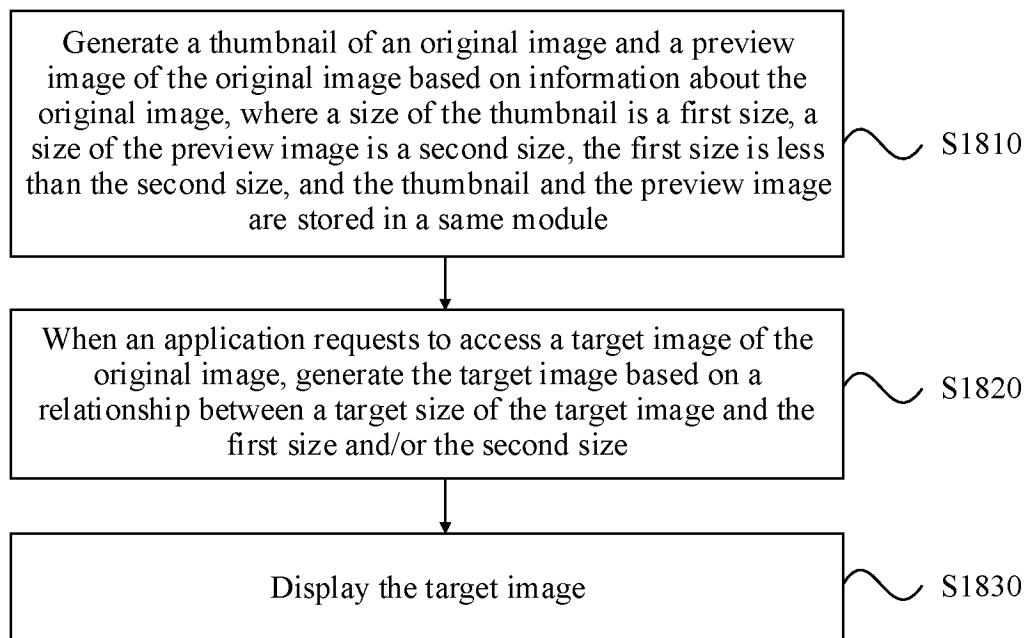 Generate a thumbnail of an original image and a preview
image of the original image based on information about the
original image, where a size of the thumbnail is a first size, a
size of the preview image is a second size, the first size is less
than the second size, and the thumbnail and the preview image
are stored in a same module
S1810
When an application requests to access a target image of the
original image, generate the target image based on a
relationship between a target size of the target image and the
first size and/or the second size
S1820
Display the target image
S1830